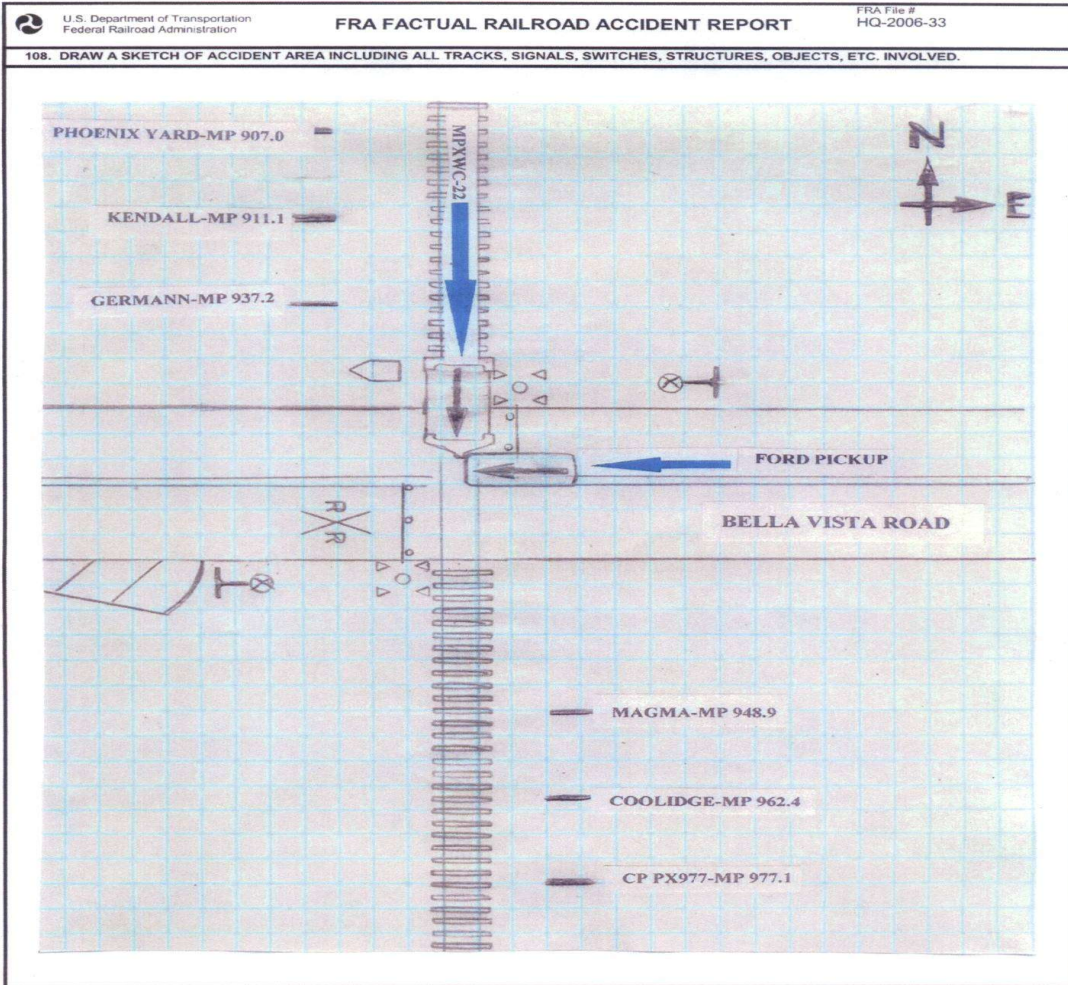 U.S. Department of Transportation
Federal Railroad Administration
FRA FACTUAL RAILROAD ACCIDENT REPORT
FRA File #
HQ-2006-33
108. DRAW A SKETCH OF ACCIDENT AREA INCLUDING ALL TRACKS, SIGNALS, SWITCHES, STRUCTURES, OBJECTS, ETC. INVOLVED.
PHOENIX YARD-MP 907.0
MPXWC-22
N
E
KENDALL-MP 911.1
GERMANN-MP 937.2
FORD PICKUP
BELLA VISTA ROAD
R R
MAGMA-MP 948.9
COOLIDGE-MP 962.4
CP PX977-MP 977.1